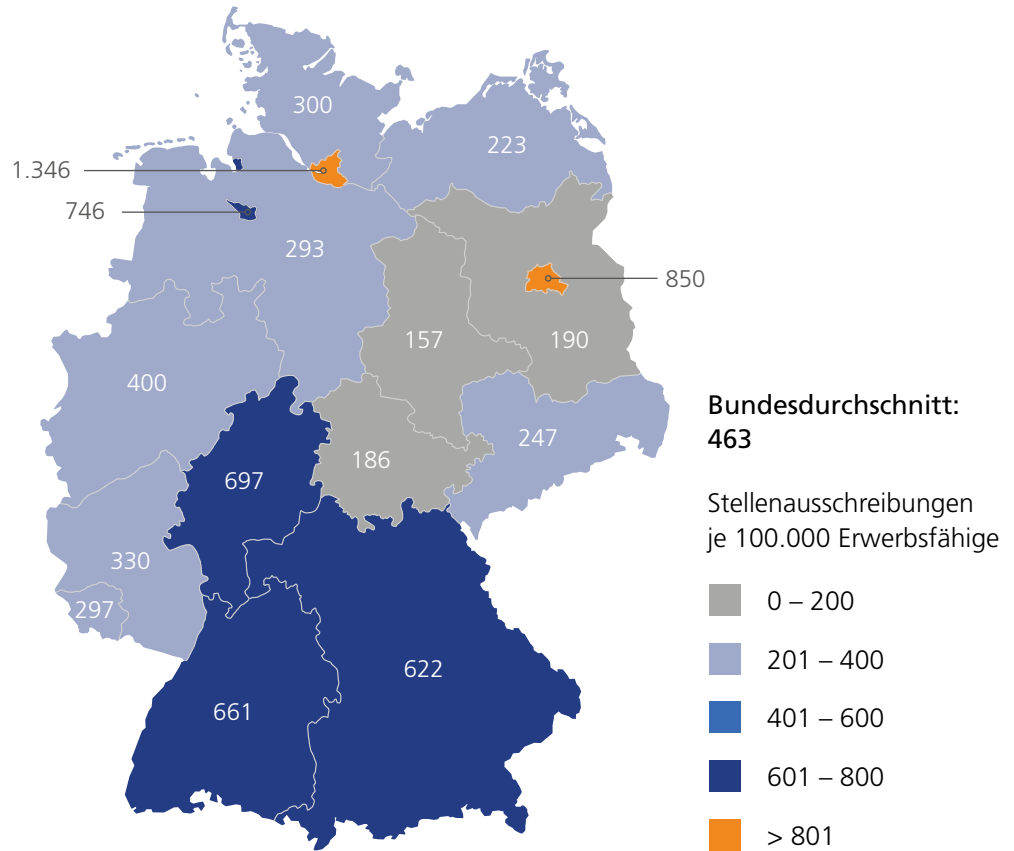 300
223
1.346
746
293
850
157
190
400
247
186
697
330
297
622
661
Bundesdurchschnitt:
463
Stellenausschreibungen
je 100.000 Erwerbsfähige
0 – 200
201 – 400
401 – 600
601 – 800
> 801